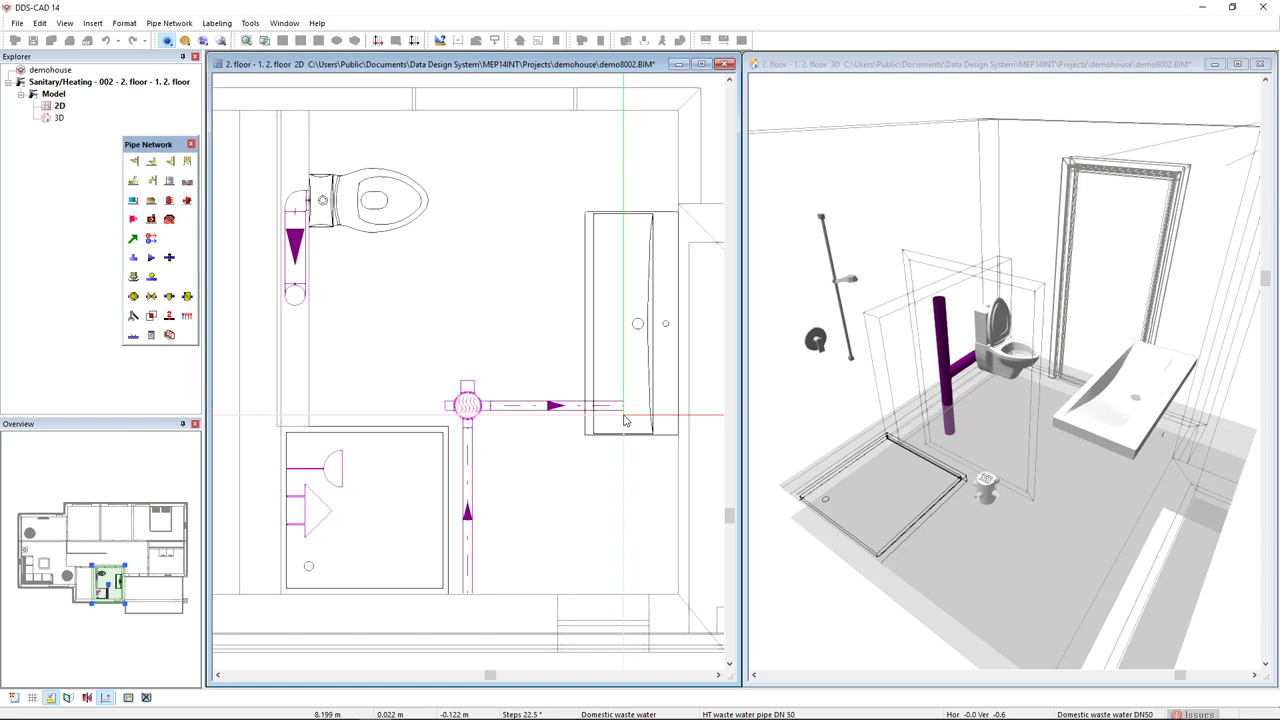 DDS-CAD 14
File Edit View Insert Format Pipe Network Labeling Tools Window Help
Explorer
demohouse
Sanitary/Heating - 002 - 2. floor - 1. 2. floor
Model
2D
3D
Pipe Network
Overview
2. floor - 1. 2. floor 2D C:\Users\Public\Documents\Data Design System\MEP14INT\Projects\demohouse\demo8002.BIM*
2. floor - 1. 2. floor 3D C:\Users\Public\Documents\Data Design System\MEP14INT\Projects\demohouse\demo8002.BIM*
8.199 m 0.022 m -0.122 m Steps 22.5 ° Domestic waste water HT waste water pipe DN 50 Hor -0.0 Ver -0.6 Domestic waste water DN50 Issues